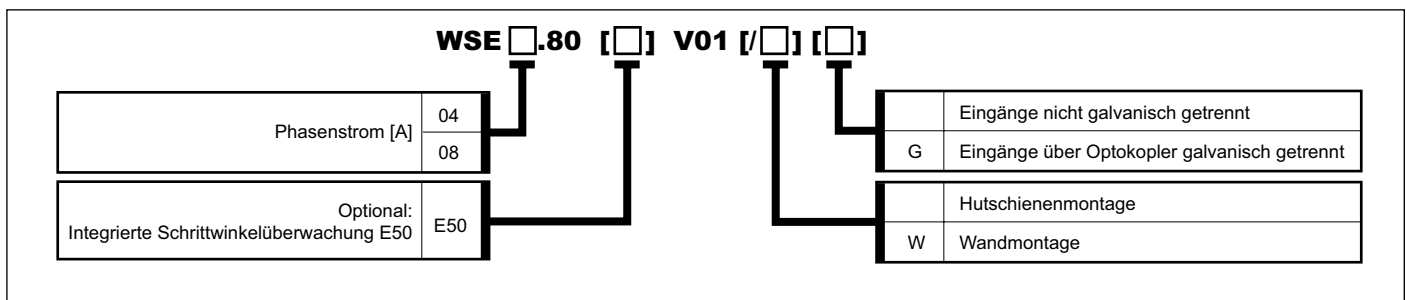 WSE □.80 [□] V01 [/□] [□]
Phasenstrom [A]
04
08
Optional:
Integrierte Schrittwinkelüberwachung E50
E50
Eingänge nicht galvanisch getrennt
G Eingänge über Optokopler galvanisch getrennt
Hutschienenmontage
W Wandmontage